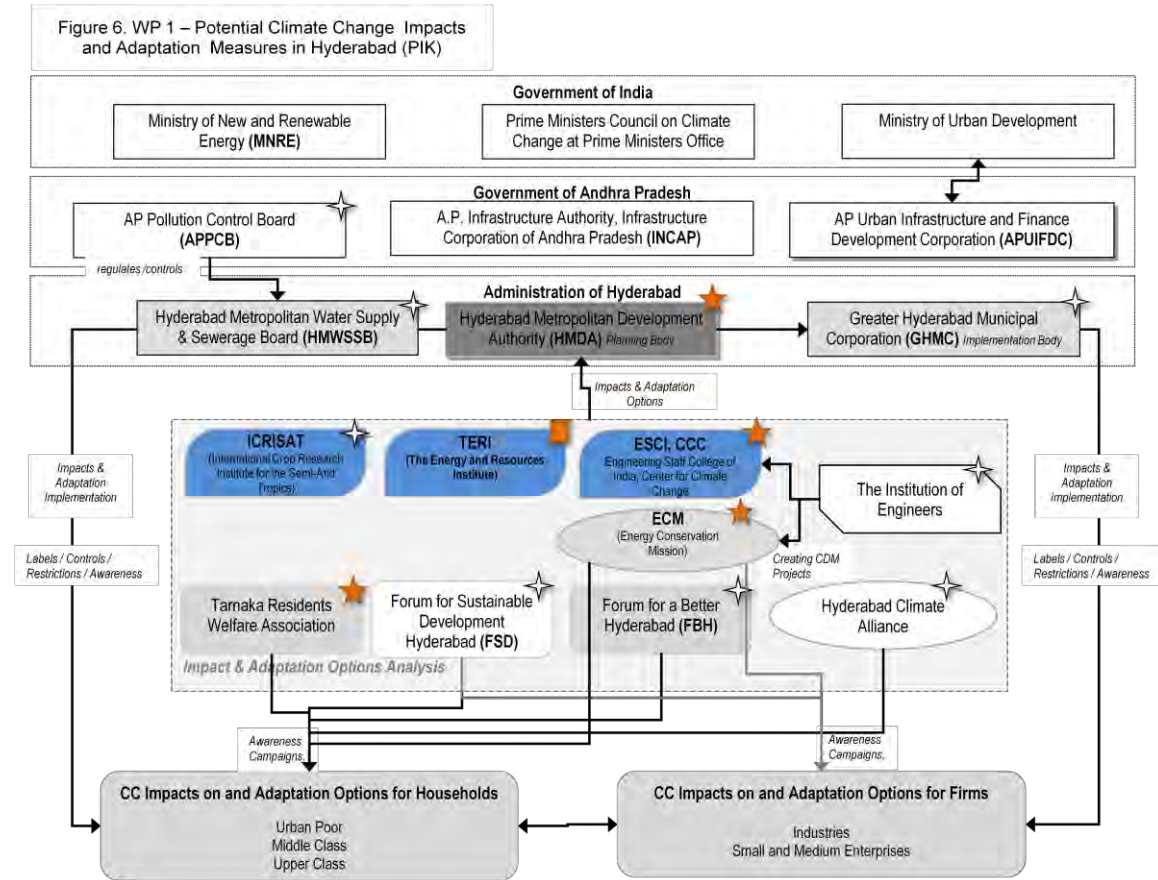 Figure 6. WP 1 – Potential Climate Change Impacts
and Adaptation Measures in Hyderabad (PIK)
Government of India
Ministry of New and Renewable
Energy (MNRE)
Prime Ministers Council on Climate
Change at Prime Ministers Office
Ministry of Urban Development
Government of Andhra Pradesh
AP Pollution Control Board
(APPCB)
A.P. Infrastructure Authority, Infrastructure
Corporation of Andhra Pradesh (INCAP)
AP Urban Infrastructure and Finance
Development Corporation (APUIFDC)
regulates /controls
Administration of Hyderabad
Hyderabad Metropolitan Water Supply
& Sewerage Board (HMWSSB)
Hyderabad Metropolitan Development
Authority (HMDA) Planning Body
Greater Hyderabad Municipal
Corporation (GHMC) Implementation Body
Impacts & Adaptation
Options
ICRISAT
(International Crop Research
Institute for the Semi-Arid
Tropics)
TERI
(The Energy and Resources
Institute)
ESCI, CCC
Engineering Staff College of
India, Center for Climate
Change
The Institution of
Engineers
ECM
(Energy Conservation
Mission)
Creating CDM
Projects
Impacts &
Adaptation
Implementation
Labels / Controls /
Restrictions / Awareness
Impacts &
Adaptation
Implementation
Labels / Controls /
Restrictions / Awareness
Tarnaka Residents
Welfare Association
Forum for Sustainable
Development
Hyderabad (FSD)
Forum for a Better
Hyderabad (FBH)
Hyderabad Climate
Alliance
Impact & Adaptation Options Analysis
Awareness
Campaigns,
Awareness
Campaigns,
CC Impacts on and Adaptation Options for Households
Urban Poor
Middle Class
Upper Class
CC Impacts on and Adaptation Options for Firms
Industries
Small and Medium Enterprises